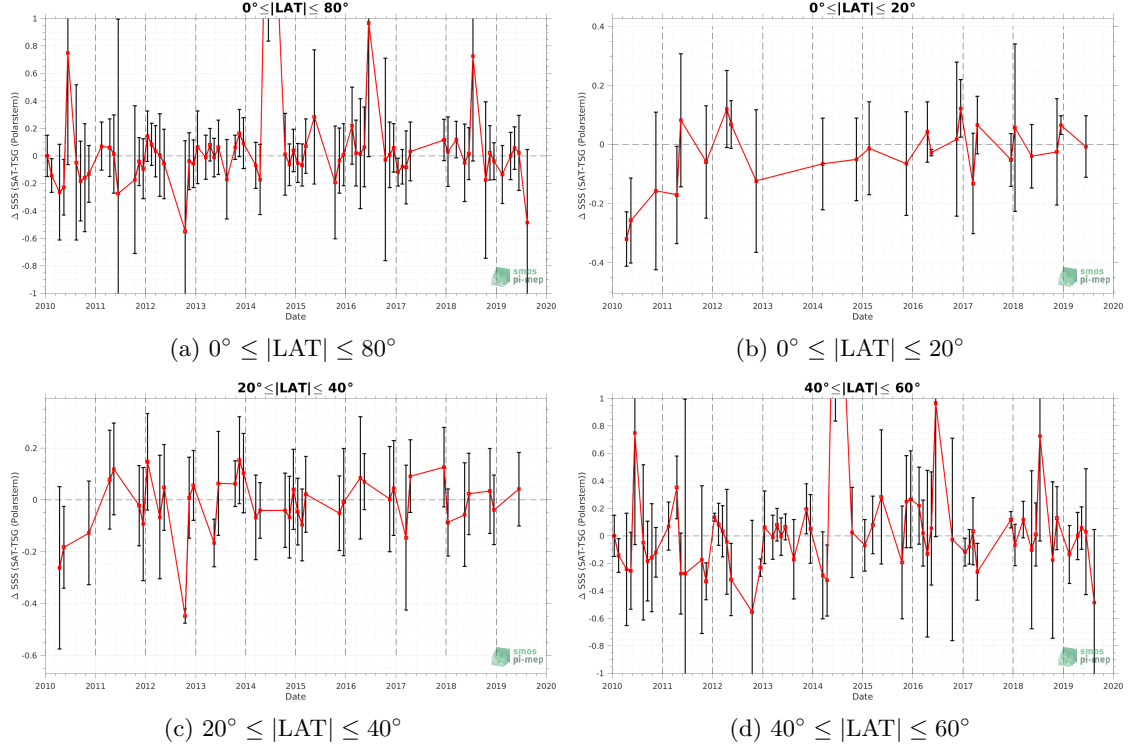 0°≤|LAT|≤ 80°
Δ SSS (SAT-TSG (Polarstern))
1
0.8
0.6
0.4
0.2
0
-0.2
-0.4
-0.6
-0.8
-1
2010 2011 2012 2013 2014 2015 2016 2017 2018 2019 2020
Date
smos
pi-mep
(a) 0° ≤ |LAT| ≤ 80°
0°≤|LAT|≤ 20°
Δ SSS (SAT-TSG (Polarstern))
0.4
0.2
0
-0.2
-0.4
2010 2011 2012 2013 2014 2015 2016 2017 2018 2019 2020
Date
smos
pi-mep
(b) 0° ≤ |LAT| ≤ 20°
20°≤|LAT|≤ 40°
Δ SSS (SAT-TSG (Polarstern))
0.2
0
-0.2
-0.4
-0.6
2010 2011 2012 2013 2014 2015 2016 2017 2018 2019 2020
Date
smos
pi-mep
(c) 20° ≤ |LAT| ≤ 40°
40°≤|LAT|≤ 60°
Δ SSS (SAT-TSG (Polarstern))
1
0.8
0.6
0.4
0.2
0
-0.2
-0.4
-0.6
-0.8
-1
2010 2011 2012 2013 2014 2015 2016 2017 2018 2019 2020
Date
smos
pi-mep
(d) 40° ≤ |LAT| ≤ 60°